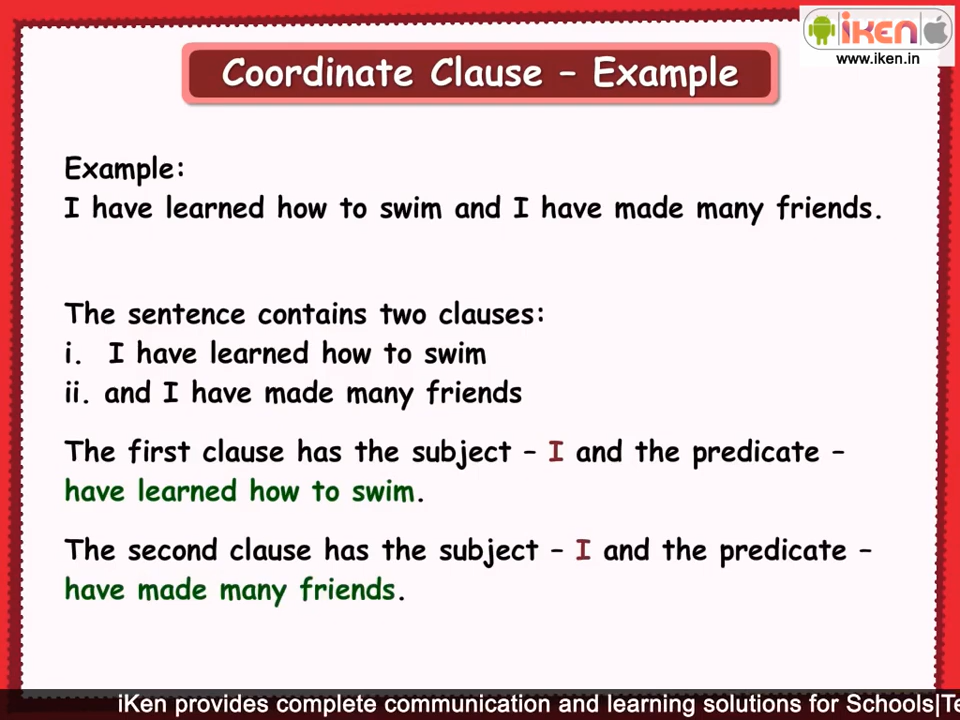 iKEN
www.iken.in
Coordinate Clause – Example
Example:
I have learned how to swim and I have made many friends.
The sentence contains two clauses:
i. I have learned how to swim
ii. and I have made many friends
The first clause has the subject – I and the predicate –
have learned how to swim.
The second clause has the subject – I and the predicate –
have made many friends.
iKen provides complete communication and learning solutions for Schools|Te